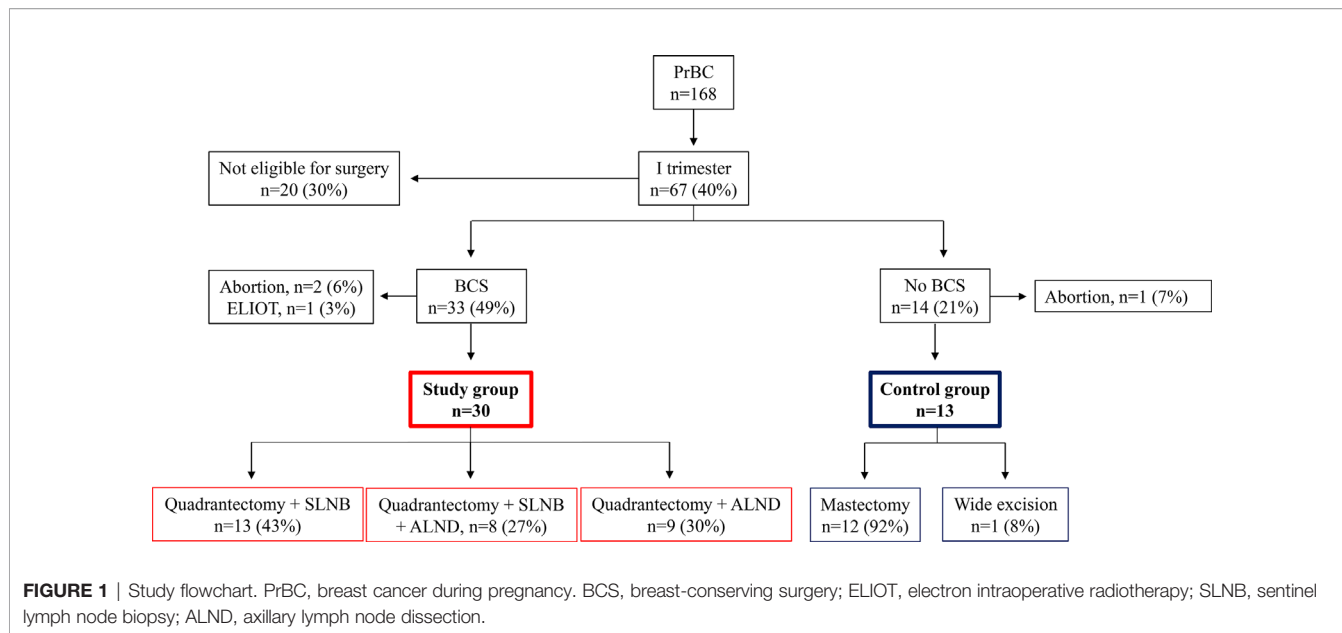 PrBC
n=168
Not eligible for surgery
n=20 (30%)
I trimester
n=67 (40%)
Abortion, n=2 (6%)
ELIOT, n=1 (3%)
BCS
n=33 (49%)
No BCS
n=14 (21%)
Abortion, n=1 (7%)
Study group
n=30
Control group
n=13
Quadrantectomy + SLNB
n=13 (43%)
Quadrantectomy + SLNB
+ ALND, n=8 (27%)
Quadrantectomy + ALND
n=9 (30%)
Mastectomy
n=12 (92%)
Wide excision
n=1 (8%)
FIGURE 1 | Study flowchart. PrBC, breast cancer during pregnancy. BCS, breast-conserving surgery; ELIOT, electron intraoperative radiotherapy; SLNB, sentinel
lymph node biopsy; ALND, axillary lymph node dissection.